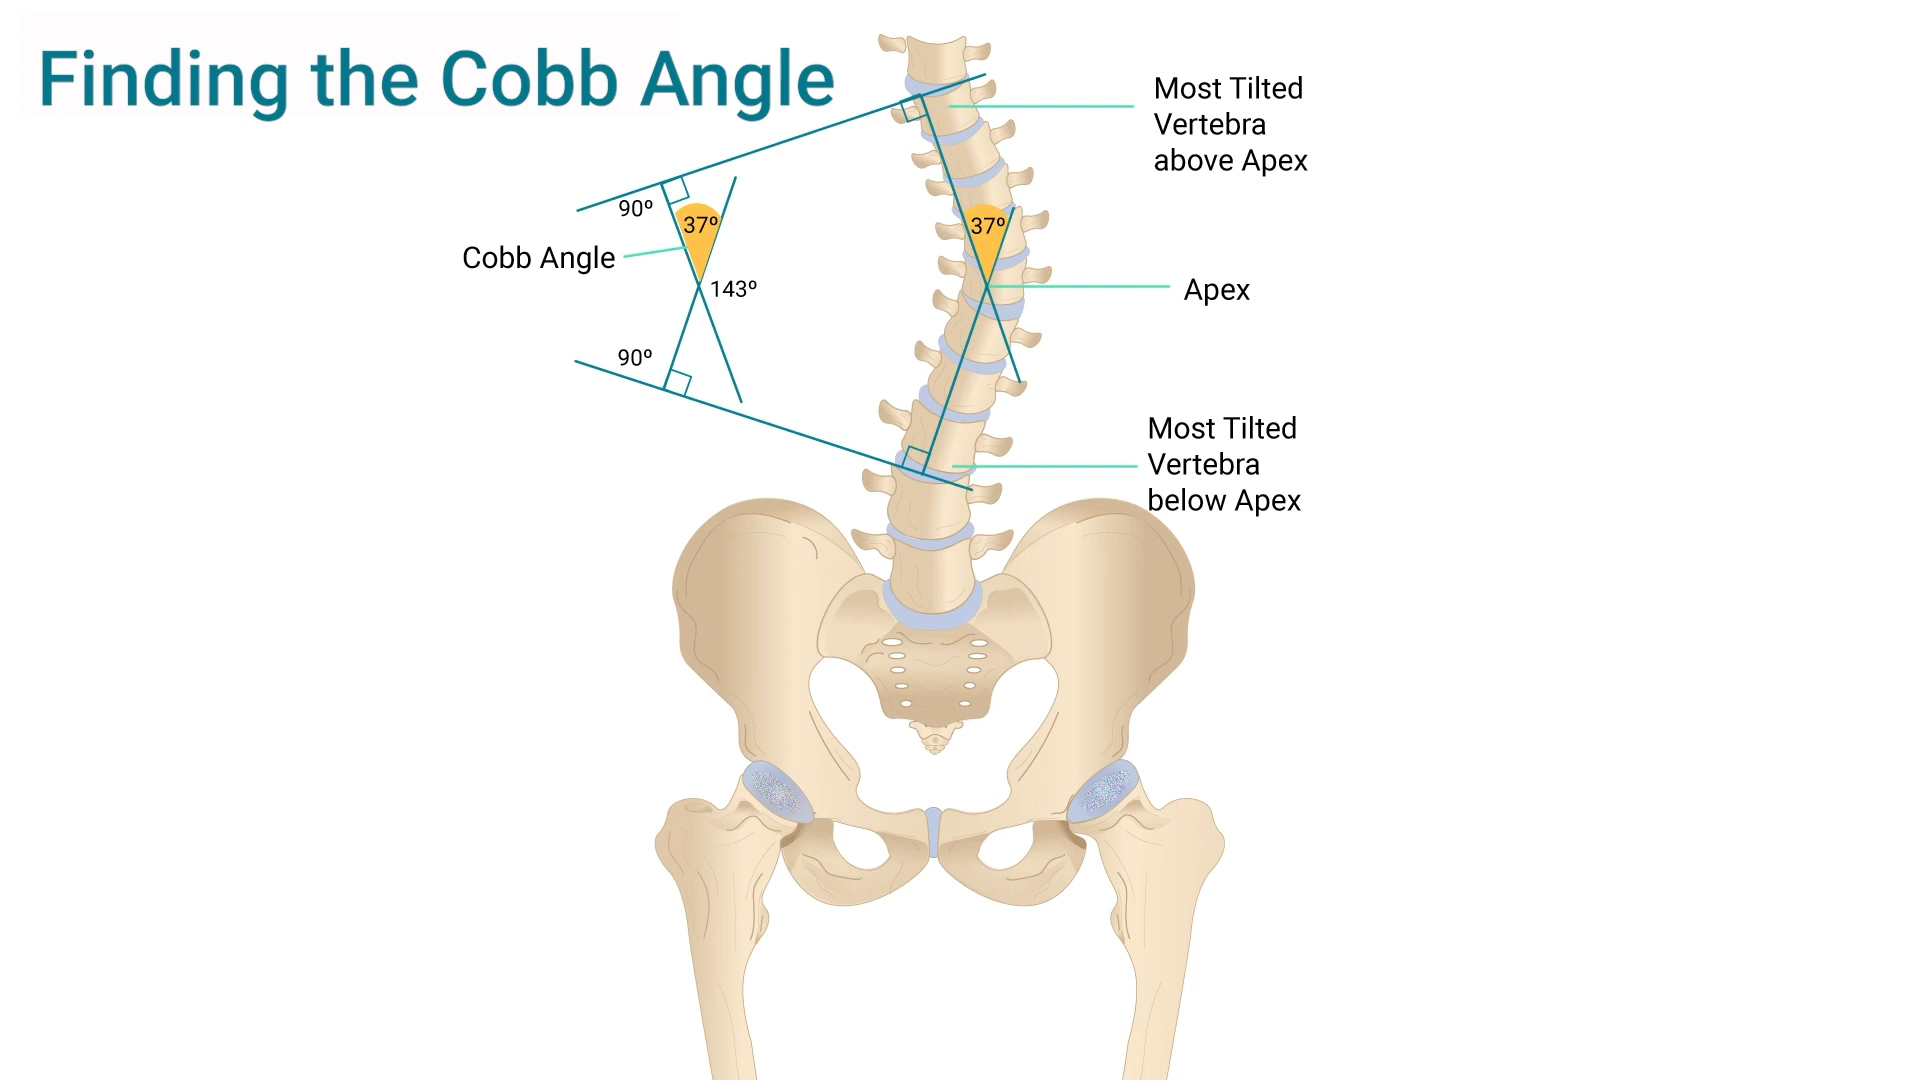 Finding the Cobb Angle
Most Tilted
Vertebra
above Apex
90º
37º
37º
Cobb Angle
143º
Apex
90º
Most Tilted
Vertebra
below Apex